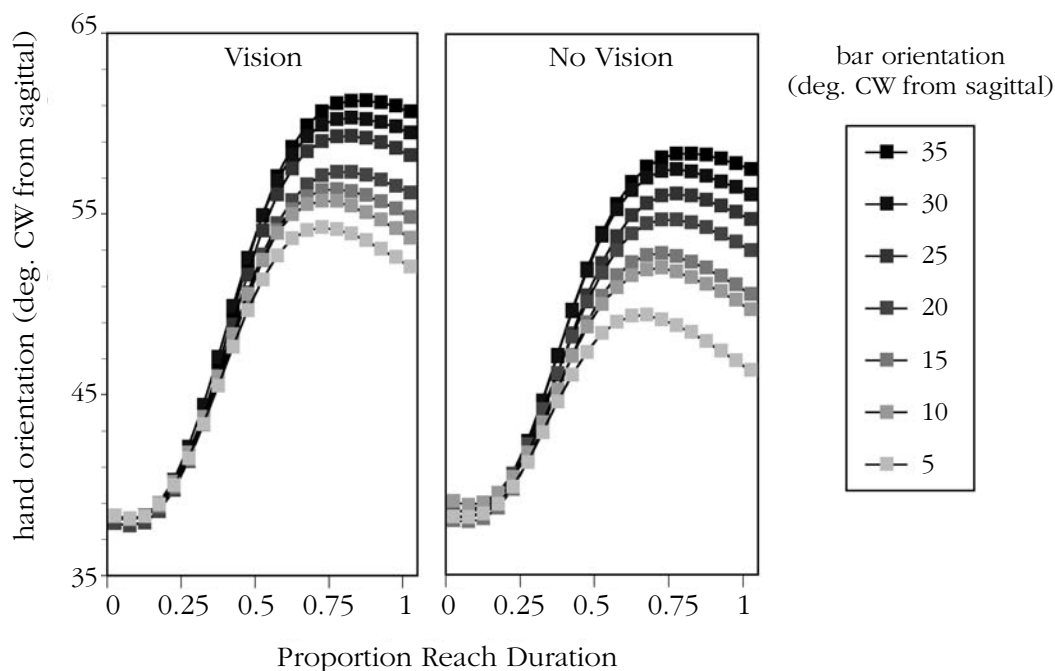 65
55
45
35
hand orientation (deg. CW from sagittal)
Vision
0 0.25 0.5 0.75 1
No Vision
0 0.25 0.5 0.75 1
Proportion Reach Duration
bar orientation
(deg. CW from sagittal)
35
30
25
20
15
10
5